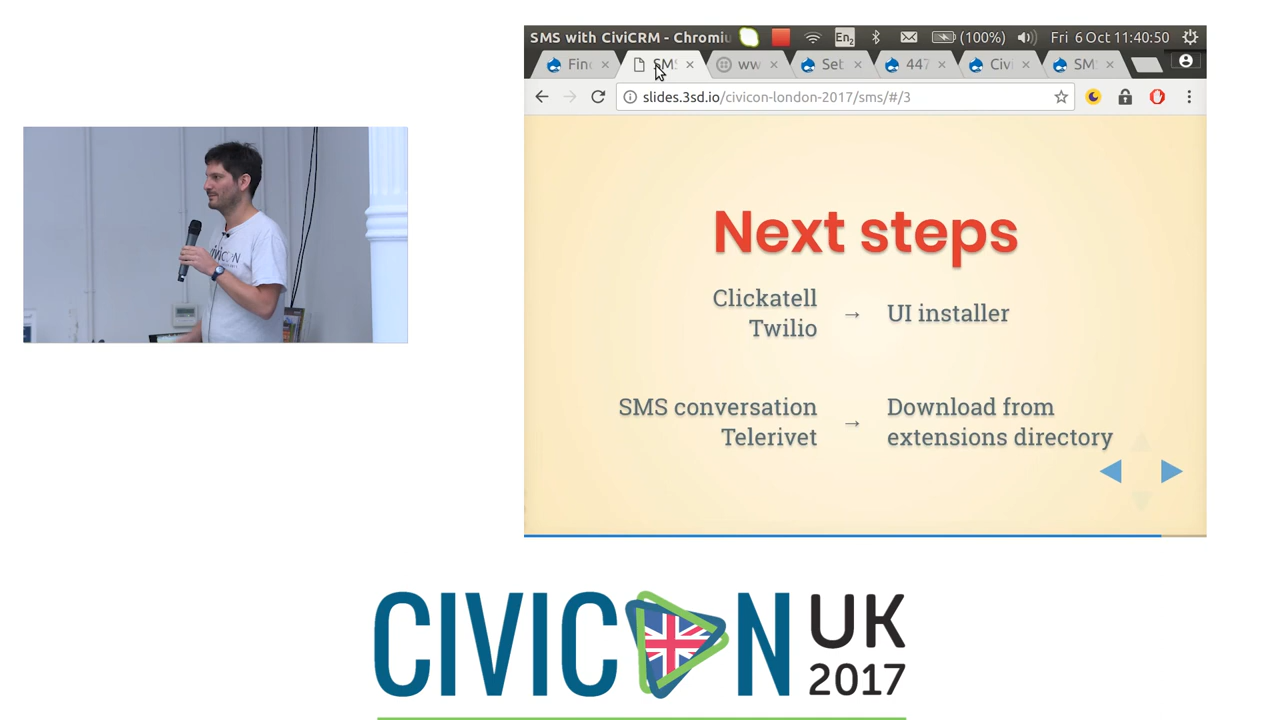 SMS with CiviCRM - Chromiu
En2
(100%)
Fri 6 Oct 11:40:50
Fin
SMS
ww
Set
447
Civi
SM
slides.3sd.io/civicon-london-2017/sms/#/3
Next steps
Clickatell
Twilio
→
UI installer
SMS conversation
Telerivet
→
Download from
extensions directory
CIVICON UK
2017